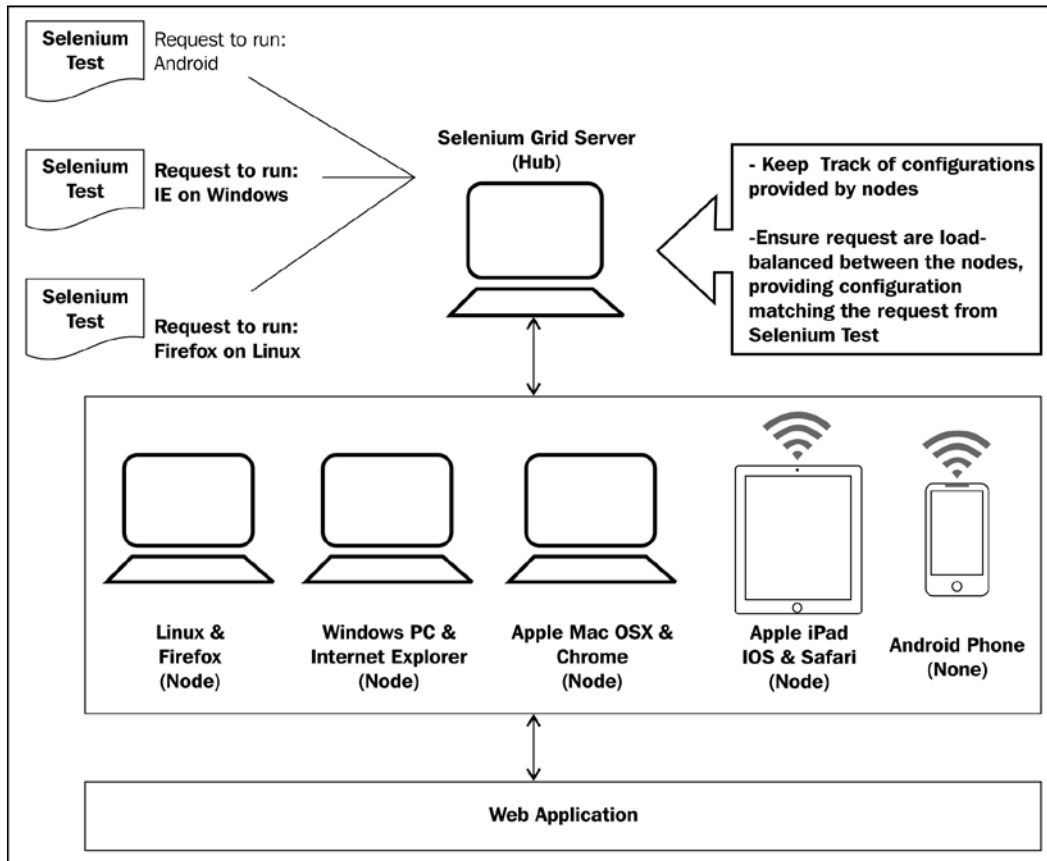 Selenium
Test
Request to run:
Android
Selenium
Test
Request to run:
IE on Windows
Selenium
Test
Request to run:
Firefox on Linux
Selenium Grid Server
(Hub)
- Keep Track of configurations
provided by nodes
-Ensure request are load-
balanced between the nodes,
providing configuration
matching the request from
Selenium Test
Linux &
Firefox
(Node)
Windows PC &
Internet Explorer
(Node)
Apple Mac OSX &
Chrome
(Node)
Apple iPad
IOS & Safari
(Node)
Android Phone
(None)
Web Application